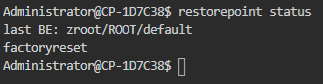 Administrator@CP-1D7C38$ restorepoint status
last BE: zroot/ROOT/default
factoryreset
Administrator@CP-1D7C38$